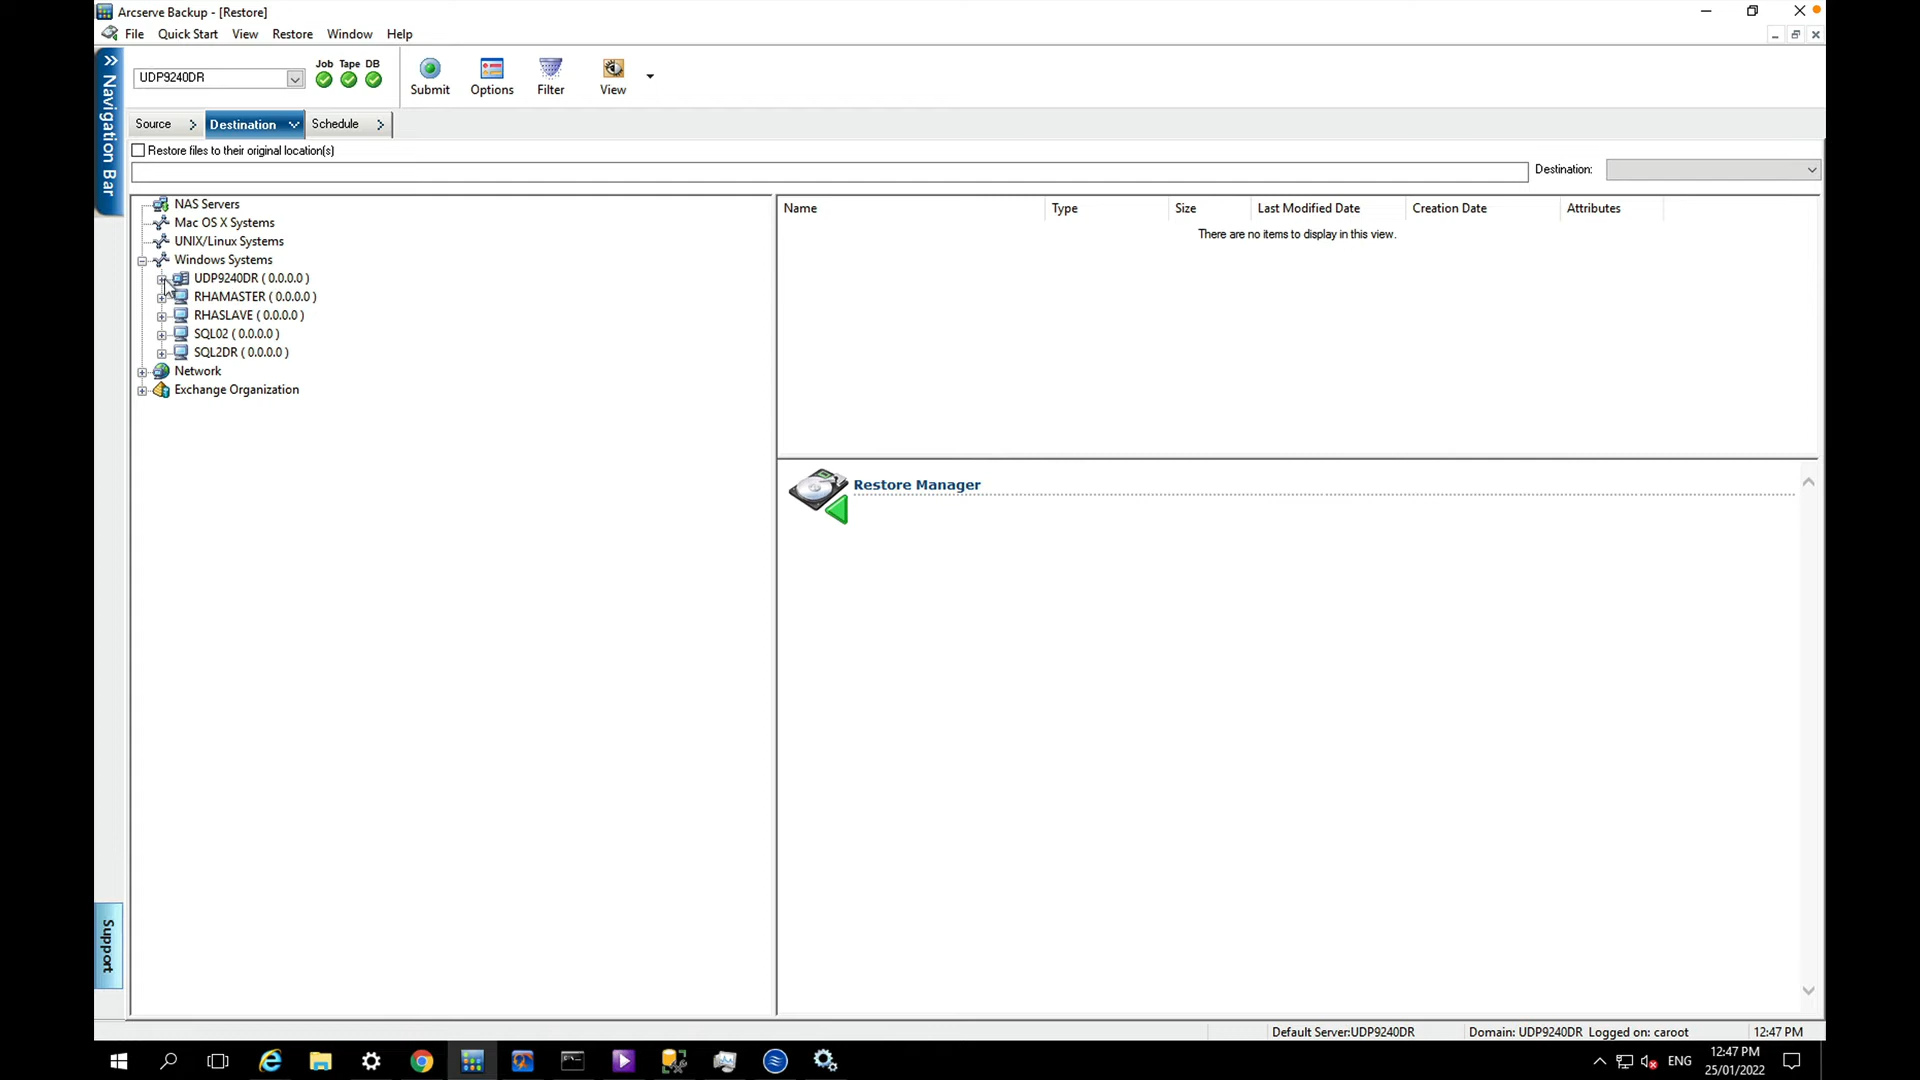 Arcserve Backup - [Restore]
File Quick Start View Restore Window Help
Navigation Bar
UDP9240DR
Job Tape DB
Submit Options Filter View
Source > Destination Schedule >
Restore files to their original location(s)
Destination:
NAS Servers
Mac OS X Systems
UNIX/Linux Systems
Windows Systems
UDP9240DR ( 0.0.0.0 )
RHAMASTER ( 0.0.0.0 )
RHASLAVE ( 0.0.0.0 )
SQL02 ( 0.0.0.0 )
SQL2DR ( 0.0.0.0 )
Network
Exchange Organization
Name Type Size Last Modified Date Creation Date Attributes
There are no items to display in this view.
Restore Manager
Support
Default Server:UDP9240DR Domain: UDP9240DR Logged on: caroot 12:47 PM
ENG
12:47 PM
25/01/2022